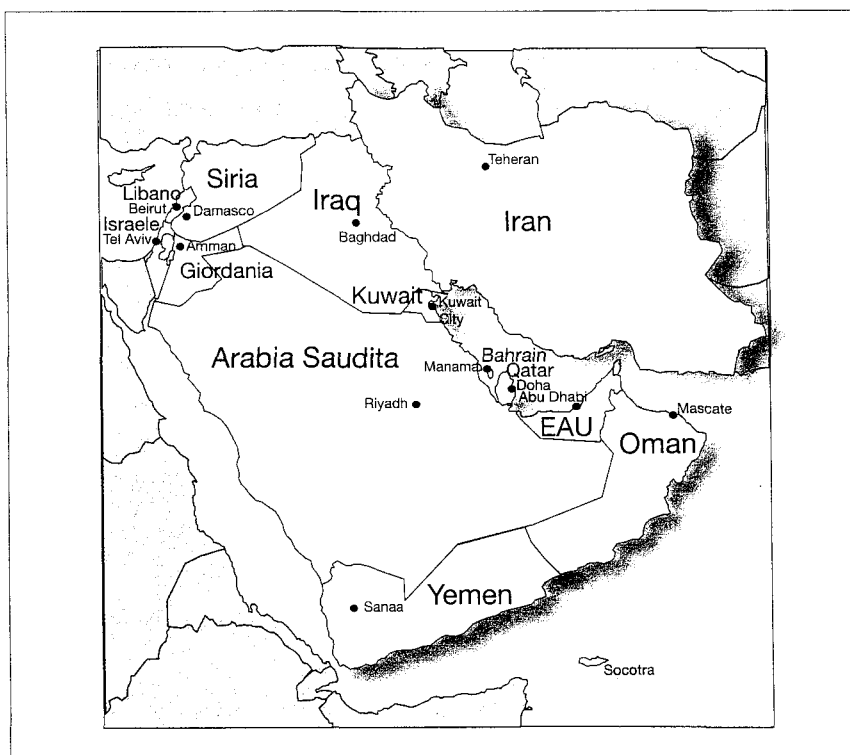 Teheran
Siria
Libano
Beirut
Damasco
Iraq
Iran
Israele
Tel Aviv
Baghdad
Amman
Giordania
Kuwait
Kuwait
City
Arabia Saudita
Bahrain
Manama
Qatar
Doha
Abu Dhabi
Riyadh
Mascate
EAU
Oman
Yemen
Sanaa
Socotra